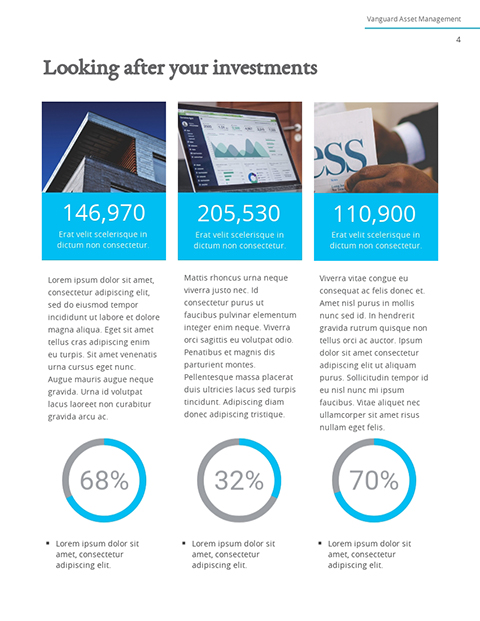 Vanguard Asset Management
4
Looking after your investments
ess
146,970
Erat velit scelerisque in
dictum non consectetur.
205,530
Erat velit scelerisque in
dictum non consectetur.
110,900
Erat velit scelerisque in
dictum non consectetur.
Lorem ipsum dolor sit amet,
consectetur adipiscing elit,
sed do eiusmod tempor
incididunt ut labore et dolore
magna aliqua. Eget sit amet
tellus cras adipiscing enim
eu turpis. Sit amet venenatis
urna cursus eget nunc.
Augue mauris augue neque
gravida. Urna id volutpat
lacus laoreet non curabitur
gravida arcu ac.
Mattis rhoncus urna neque
viverra justo nec. Id
consectetur purus ut
faucibus pulvinar elementum
integer enim neque. Viverra
orci sagittis eu volutpat odio.
Penatibus et magnis dis
parturient montes.
Pellentesque massa placerat
duis ultricies lacus sed turpis
tincidunt. Adipiscing diam
donec adipiscing tristique.
Viverra vitae congue eu
consequat ac felis donec et.
Amet nisl purus in mollis
nunc sed id. In hendrerit
gravida rutrum quisque non
tellus orci ac auctor. Ipsum
dolor sit amet consectetur
adipiscing elit ut aliquam
purus. Sollicitudin tempor id
eu nisl nunc mi ipsum
faucibus. Vitae aliquet nec
ullamcorper sit amet risus
nullam eget felis.
68%
32%
70%
▪ Lorem ipsum dolor sit
amet, consectetur
adipiscing elit.
▪ Lorem ipsum dolor sit
amet, consectetur
adipiscing elit.
▪ Lorem ipsum dolor sit
amet, consectetur
adipiscing elit.